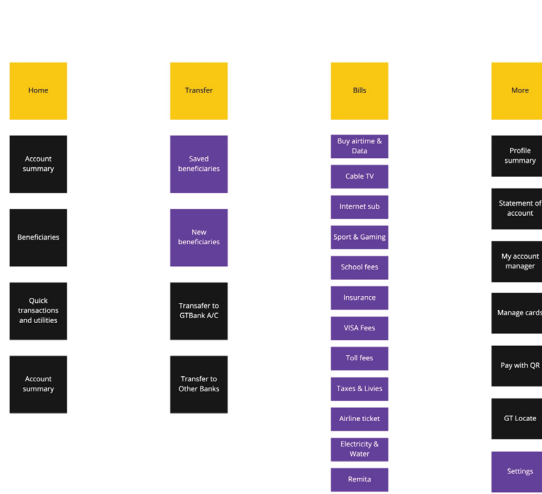 Home
Account
summary
Beneficiaries
Quick
transactions
and utilities
Account
summary
Transfer
Saved
beneficiaries
New
beneficiaries
Transafer to
GTBank A/C
Transfer to
Other Banks
Bills
Buy airtime &
Data
Cable TV
Internet sub
Sport & Gaming
School fees
Insurance
VISA Fees
Toll fees
Taxes & Livies
Airline ticket
Electricity &
Water
Remita
More
Profile
summary
Statement of
account
My account
manager
Manage cards
Pay with QR
GT Locate
Settings